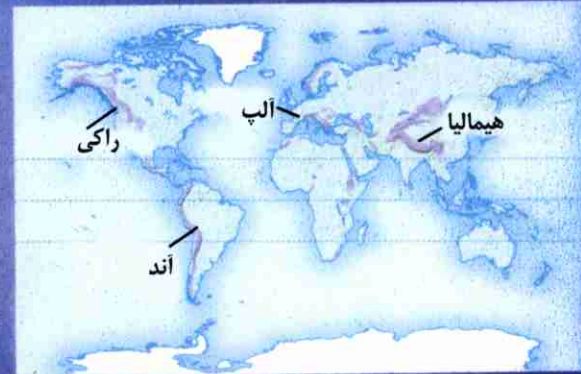 آلپ
هیمالیا
راکی
آند